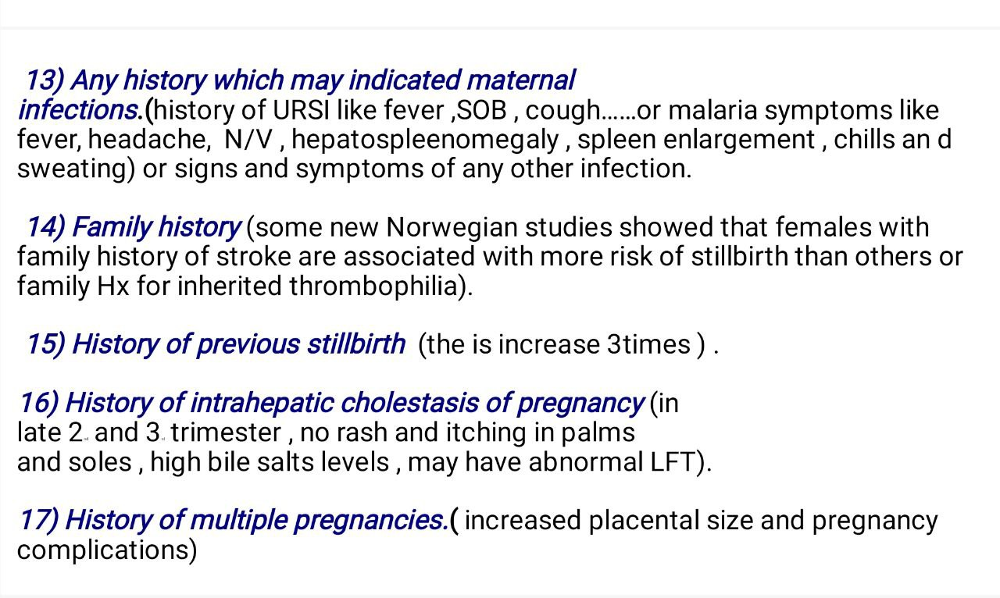 13) Any history which may indicated maternal
infections.(history of URSI like fever ,SOB , cough......or malaria symptoms like
fever, headache, N/V , hepatospleenomegaly , spleen enlargement , chills an d
sweating) or signs and symptoms of any other infection.
14) Family history (some new Norwegian studies showed that females with
family history of stroke are associated with more risk of stillbirth than others or
family Hx for inherited thrombophilia).
15) History of previous stillbirth (the is increase 3times ) .
16) History of intrahepatic cholestasis of pregnancy (in
late 2 and 3 trimester , no rash and itching in palms
and soles , high bile salts levels , may have abnormal LFT).
17) History of multiple pregnancies.( increased placental size and pregnancy
complications)